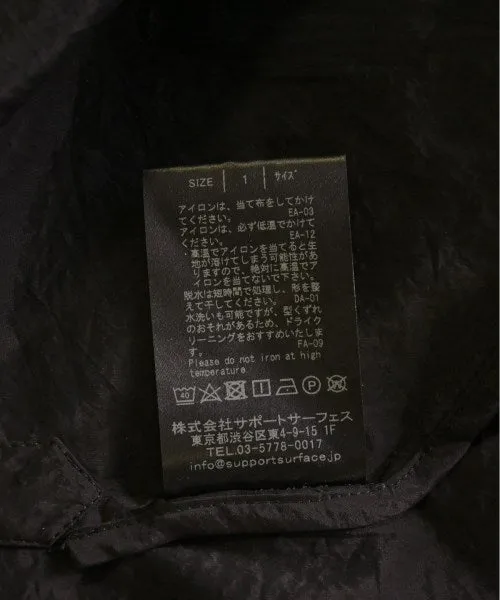 SIZE 1 サイズ
アイロンは、当て布をしてかけ
てください。 EA-03
アイロンは、必ず低温でかけて
ください。 EA-12
・高温でアイロンを当てると生
地が溶けてしまう可能性があ
りますので、絶対に高温でア
イロンを当てないで下さい。
脱水は短時間で処理し、形を整
えて干してください。 DA-01
水洗いも可能ですが、型くずれ
のおそれがあるため、ドライク
リーニングをおすすめいたしま
す。 FA-09
Please do not iron at high
temperature.
40 P W
株式会社サポートサーフェス
東京都渋谷区東4-9-15 1F
TEL.03-5778-0017
info@supportsurface.jp